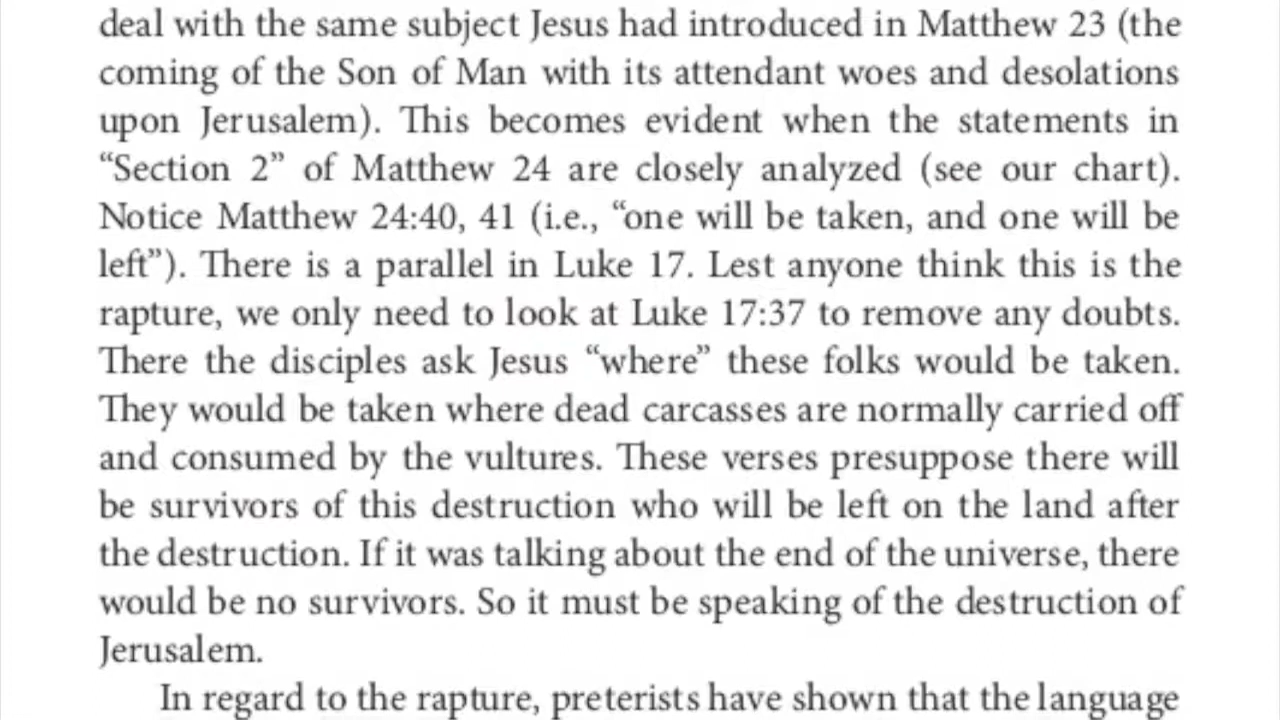 deal with the same subject Jesus had introduced in Matthew 23 (the
coming of the Son of Man with its attendant woes and desolations
upon Jerusalem). This becomes evident when the statements in
“Section 2” of Matthew 24 are closely analyzed (see our chart).
Notice Matthew 24:40, 41 (i.e., “one will be taken, and one will be
left”). There is a parallel in Luke 17. Lest anyone think this is the
rapture, we only need to look at Luke 17:37 to remove any doubts.
There the disciples ask Jesus “where” these folks would be taken.
They would be taken where dead carcasses are normally carried off
and consumed by the vultures. These verses presuppose there will
be survivors of this destruction who will be left on the land after
the destruction. If it was talking about the end of the universe, there
would be no survivors. So it must be speaking of the destruction of
Jerusalem.
In regard to the rapture, preterists have shown that the language